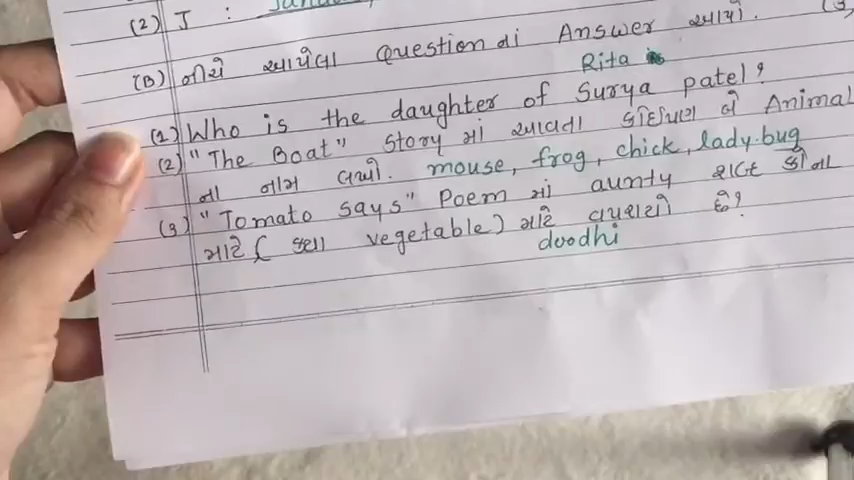 (2) J :
(B) નીચે આપેલા Question નાં Answer આપો.
Rita
(1) Who is the daughter of Surya patel?
(2) "The Boat" Story માં આવતા કોઈપણ બે Animal
ના નામ લખો. mouse, frog, chick, lady-bug
(3) "Tomato says" Poem માં aunty શબ્દ કોના
માટે ( કયા vegetable) માટે વપરાયો છે?
doodhi